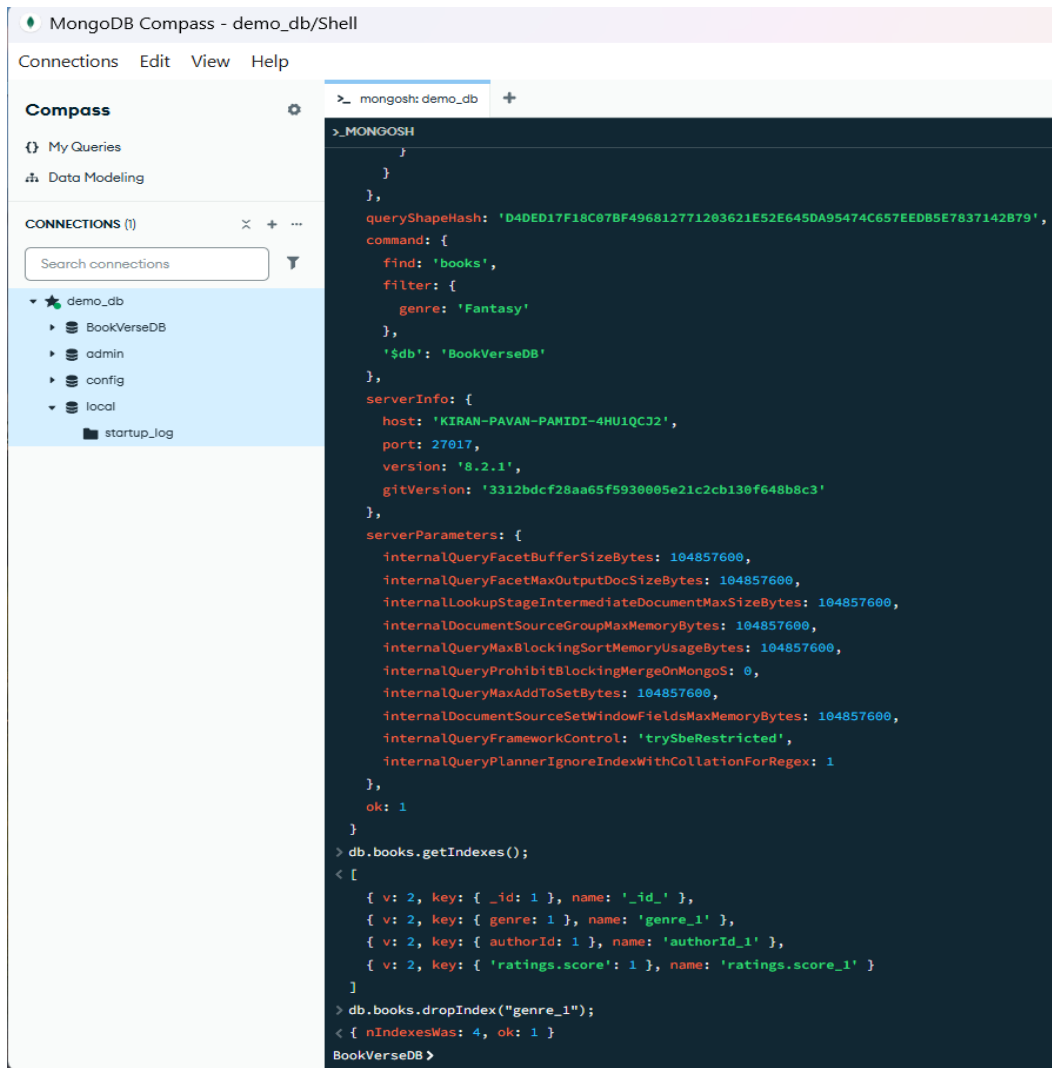 MongoDB Compass - demo_db/Shell
Connections Edit View Help
Compass
{} My Queries
Data Modeling
CONNECTIONS (1)
Search connections
demo_db
BookVerseDB
admin
config
local
startup_log
>_ mongosh: demo_db +
>_MONGOSH
}
}
},
queryShapeHash: 'D4DED17F18C07BF496812771203621E52E645DA95474C657EEDB5E7837142B79',
command: {
find: 'books',
filter: {
genre: 'Fantasy'
},
'$db': 'BookVerseDB'
},
serverInfo: {
host: 'KIRAN-PAVAN-PAMIDI-4HU1QCJ2',
port: 27017,
version: '8.2.1',
gitVersion: '3312bdcf28aa65f5930005e21c2cb130f648b8c3'
},
serverParameters: {
internalQueryFacetBufferSizeBytes: 104857600,
internalQueryFacetMaxOutputDocSizeBytes: 104857600,
internalLookupStageIntermediateDocumentMaxSizeBytes: 104857600,
internalDocumentSourceGroupMaxMemoryBytes: 104857600,
internalQueryMaxBlockingSortMemoryUsageBytes: 104857600,
internalQueryProhibitBlockingMergeOnMongoS: 0,
internalQueryMaxAddToSetBytes: 104857600,
internalDocumentSourceSetWindowFieldsMaxMemoryBytes: 104857600,
internalQueryFrameworkControl: 'trySbeRestricted',
internalQueryPlannerIgnoreIndexWithCollationForRegex: 1
},
ok: 1
}
> db.books.getIndexes();
< [
{ v: 2, key: { _id: 1 }, name: '_id_' },
{ v: 2, key: { genre: 1 }, name: 'genre_1' },
{ v: 2, key: { authorId: 1 }, name: 'authorId_1' },
{ v: 2, key: { 'ratings.score': 1 }, name: 'ratings.score_1' }
]
> db.books.dropIndex("genre_1");
< { nIndexesWas: 4, ok: 1 }
BookVerseDB>